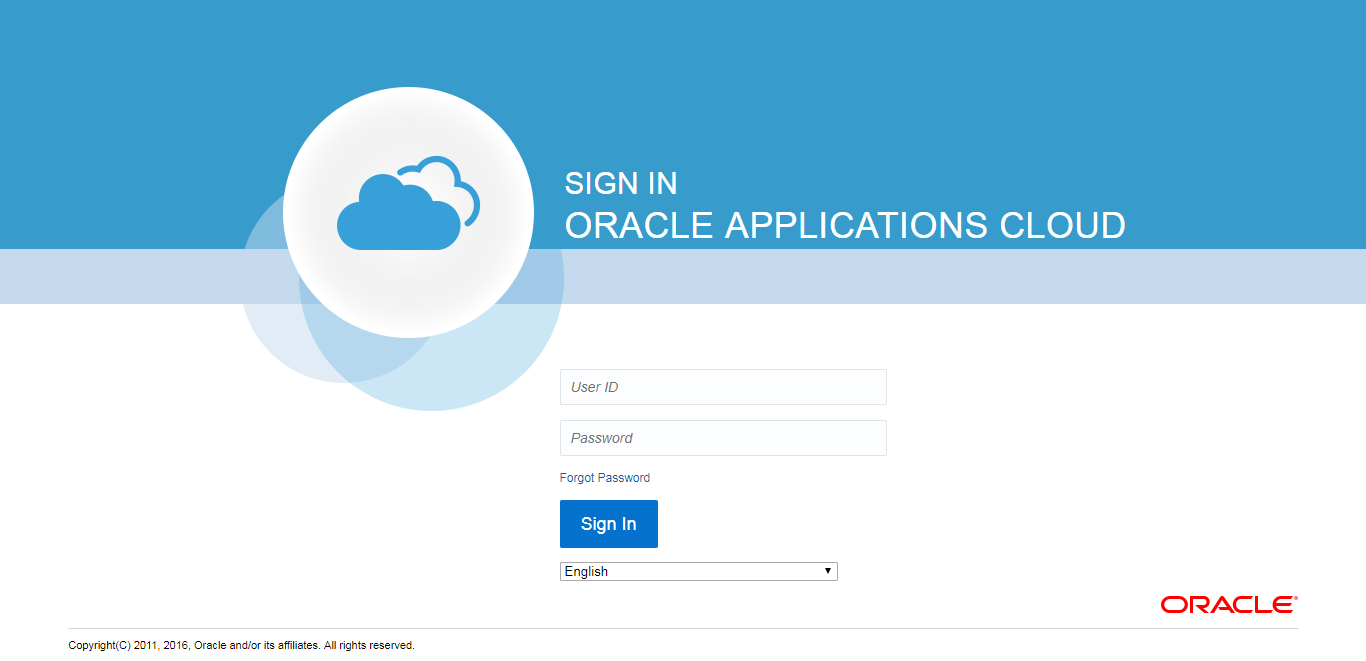 SIGN IN
ORACLE APPLICATIONS CLOUD
User ID
Password
Forgot Password
Sign In
English
ORACLE®
Copyright(C) 2011, 2016, Oracle and/or its affiliates. All rights reserved.